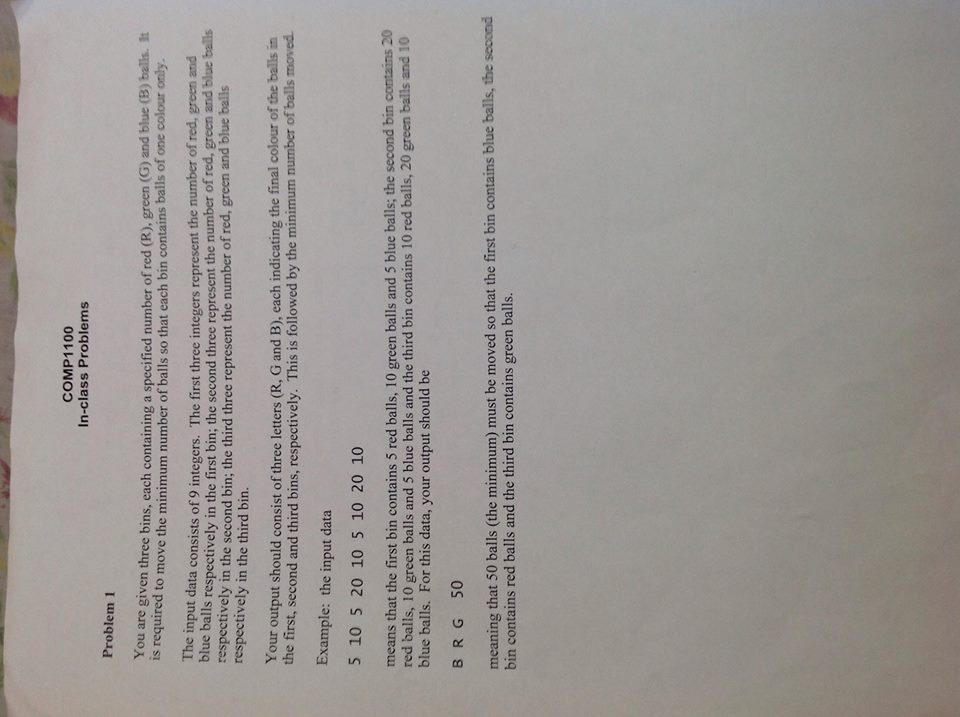 COMP1100
In-class Problems
Problem 1
You are given three bins, each containing a specified number of red (R), green (G) and blue (B) balls. It
is required to move the minimum number of balls so that each bin contains balls of one colour only.
The input data consists of 9 integers. The first three integers represent the number of red, green and
blue balls respectively in the first bin; the second three represent the number of red, green and blue balls
respectively in the second bin; the third three represent the number of red, green and blue balls
respectively in the third bin.
Your output should consist of three letters (R, G and B), each indicating the final colour of the balls in
the first, second and third bins, respectively. This is followed by the minimum number of balls moved.
Example: the input data
5 10 5 20 10 5 10 20 10
means that the first bin contains 5 red balls, 10 green balls and 5 blue balls; the second bin contains 20
red balls, 10 green balls and 5 blue balls and the third bin contains 10 red balls, 20 green balls and 10
blue balls. For this data, your output should be
B R G 50
meaning that 50 balls (the minimum) must be moved so that the first bin contains blue balls, the second
bin contains red balls and the third bin contains green balls.